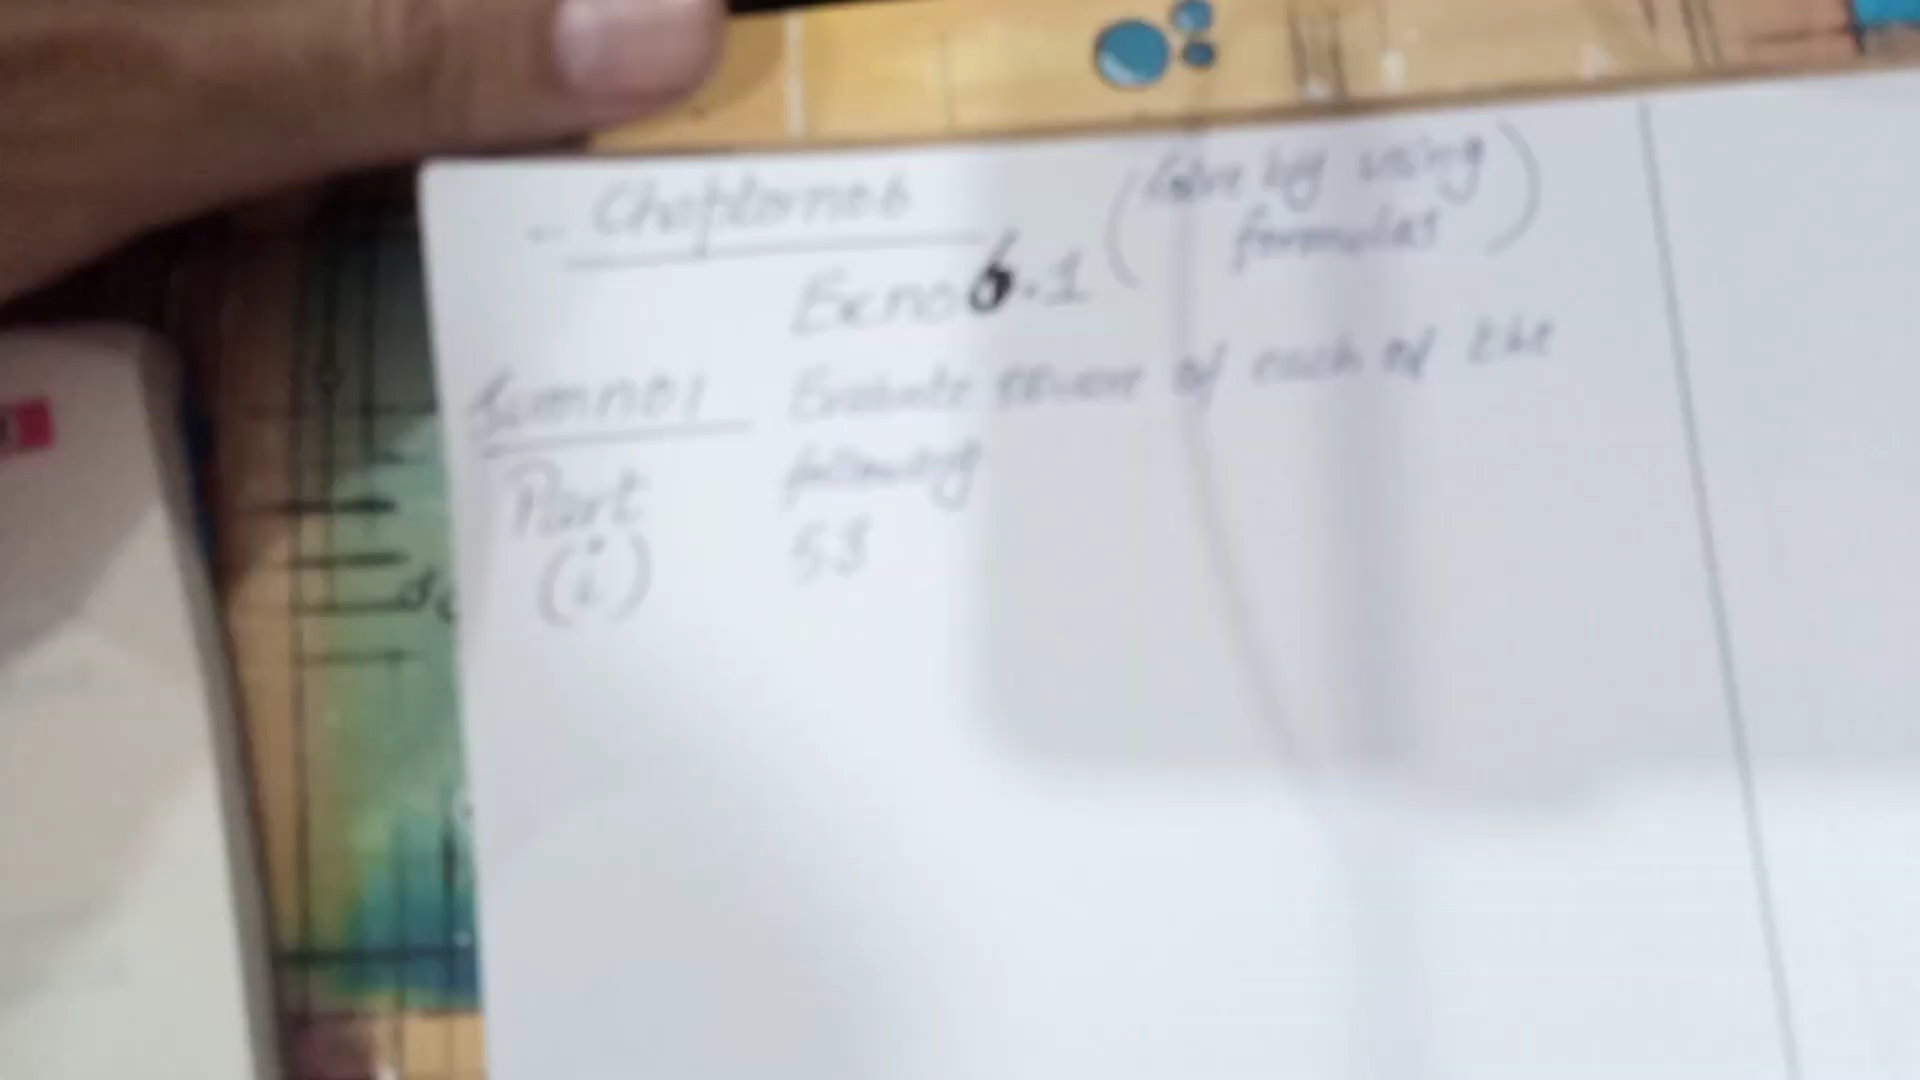 Chapter no 6 (Solve by using
formulas)
Ex no 6.1
Sum no 1 Evaluate square of each of the
Part following
(i) 53